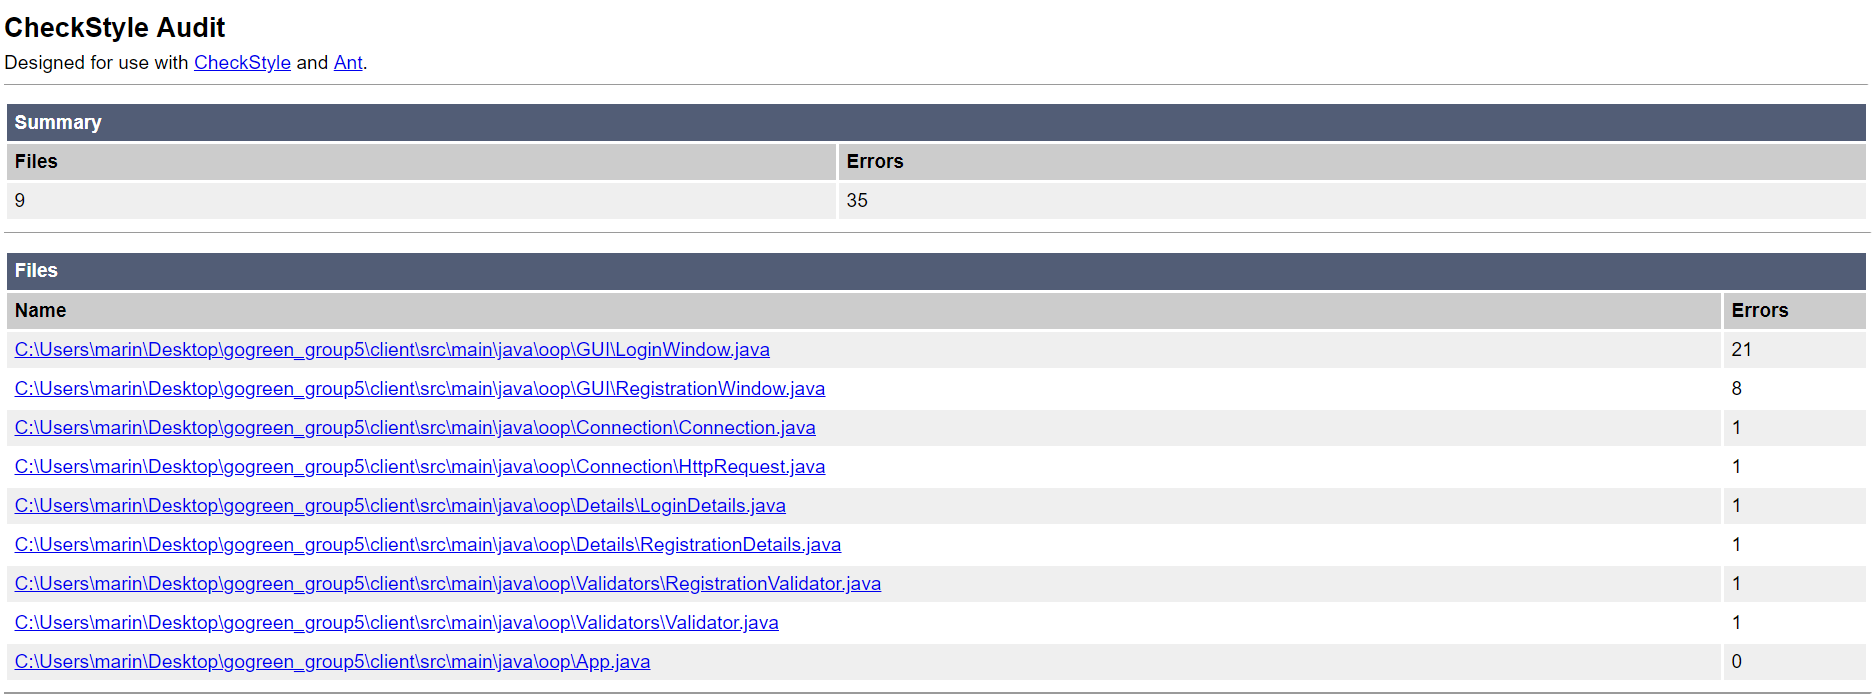 CheckStyle Audit
Designed for use with CheckStyle and Ant.
Summary
Files Errors
9 35
Files
Name Errors
C:\Users\marin\Desktop\gogreen_group5\client\src\main\java\oop\GUI\LoginWindow.java 21
C:\Users\marin\Desktop\gogreen_group5\client\src\main\java\oop\GUI\RegistrationWindow.java 8
C:\Users\marin\Desktop\gogreen_group5\client\src\main\java\oop\Connection\Connection.java 1
C:\Users\marin\Desktop\gogreen_group5\client\src\main\java\oop\Connection\HttpRequest.java 1
C:\Users\marin\Desktop\gogreen_group5\client\src\main\java\oop\Details\LoginDetails.java 1
C:\Users\marin\Desktop\gogreen_group5\client\src\main\java\oop\Details\RegistrationDetails.java 1
C:\Users\marin\Desktop\gogreen_group5\client\src\main\java\oop\Validators\RegistrationValidator.java 1
C:\Users\marin\Desktop\gogreen_group5\client\src\main\java\oop\Validators\Validator.java 1
C:\Users\marin\Desktop\gogreen_group5\client\src\main\java\oop\App.java 0